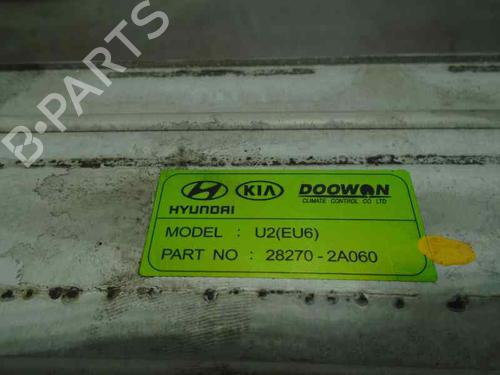 B-PARTS
KIA DOOWON
HYUNDAI CLIMATE CONTROL CO LTD
MODEL : U2(EU6)
PART NO : 28270-2A060